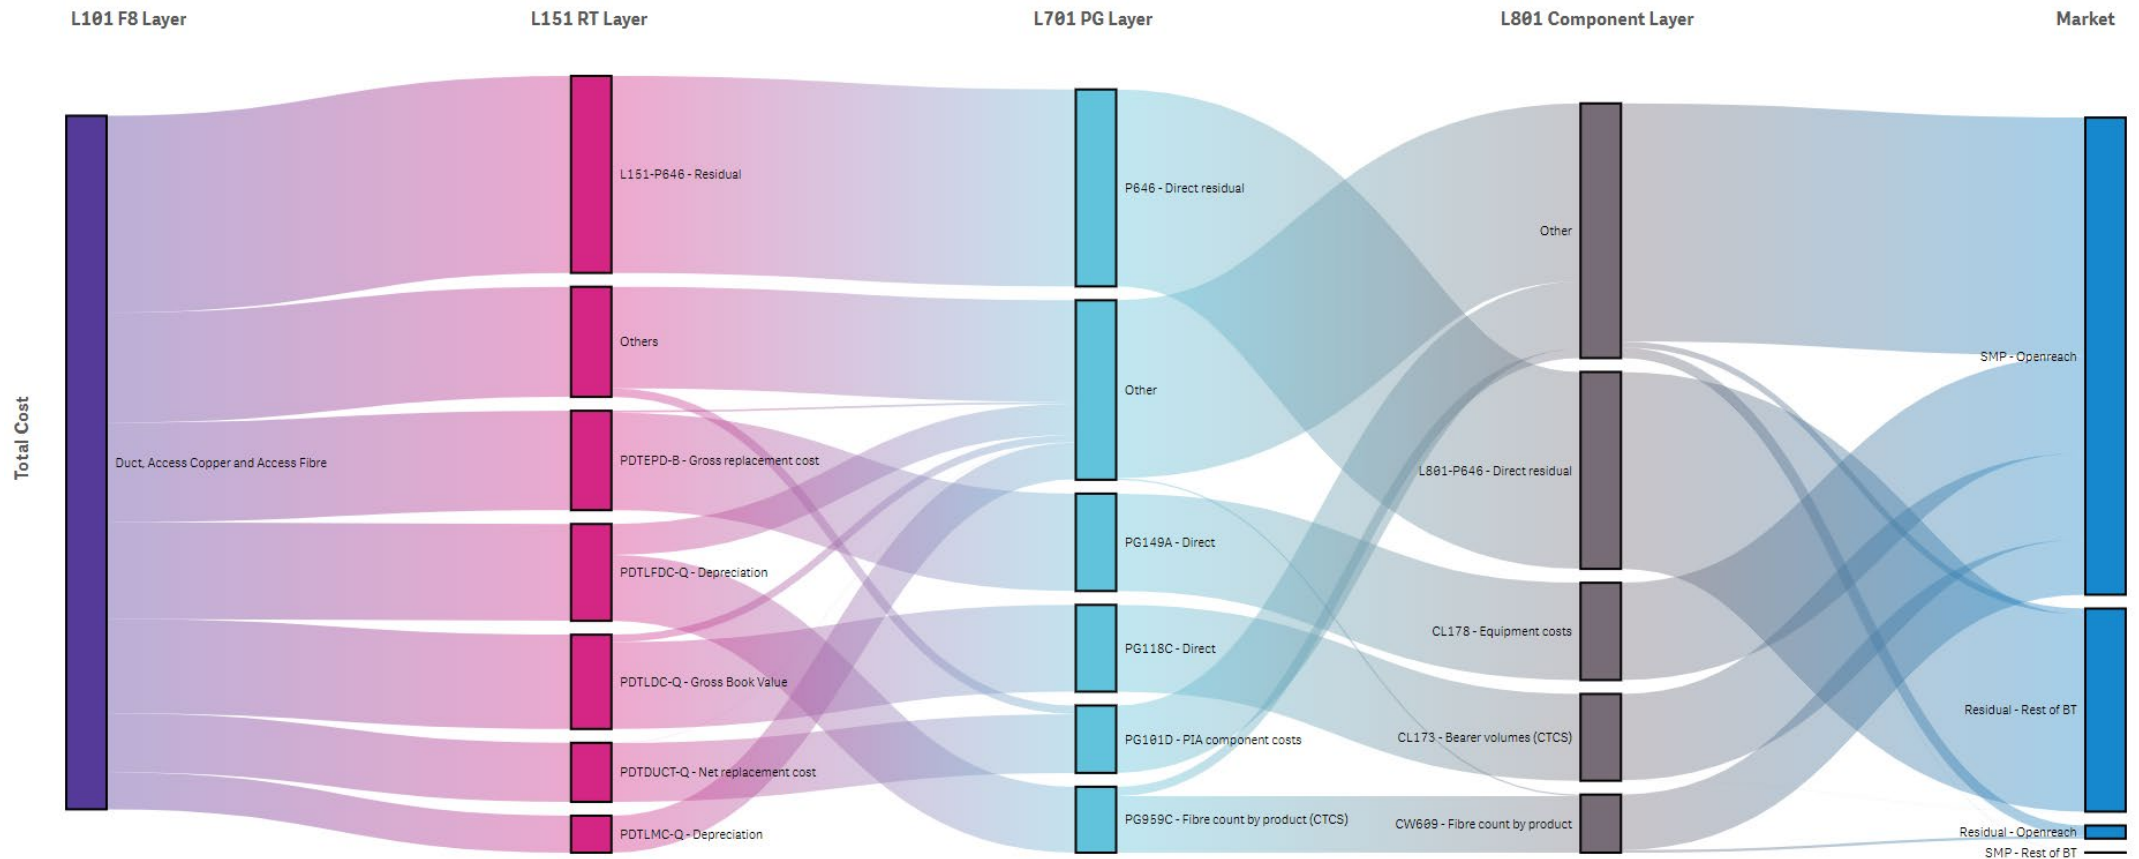 L101 F8 Layer
L151 RT Layer
L701 PG Layer
L801 Component Layer
Market
Total Cost
Duct, Access Copper and Access Fibre
L151-P646 - Residual
Others
PDTEPD-B - Gross replacement cost
PDTLFDC-Q - Depreciation
PDTLDC-Q - Gross Book Value
PDTDUCT-Q - Net replacement cost
PDTLMC-Q - Depreciation
P646 - Direct residual
Other
PG149A - Direct
PG118C - Direct
PG101D - PIA component costs
PG959C - Fibre count by product (CTCS)
Other
L801-P646 - Direct residual
CL178 - Equipment costs
CL173 - Bearer volumes (CTCS)
CW609 - Fibre count by product
SMP - Openreach
Residual - Rest of BT
Residual - Openreach
SMP - Rest of BT